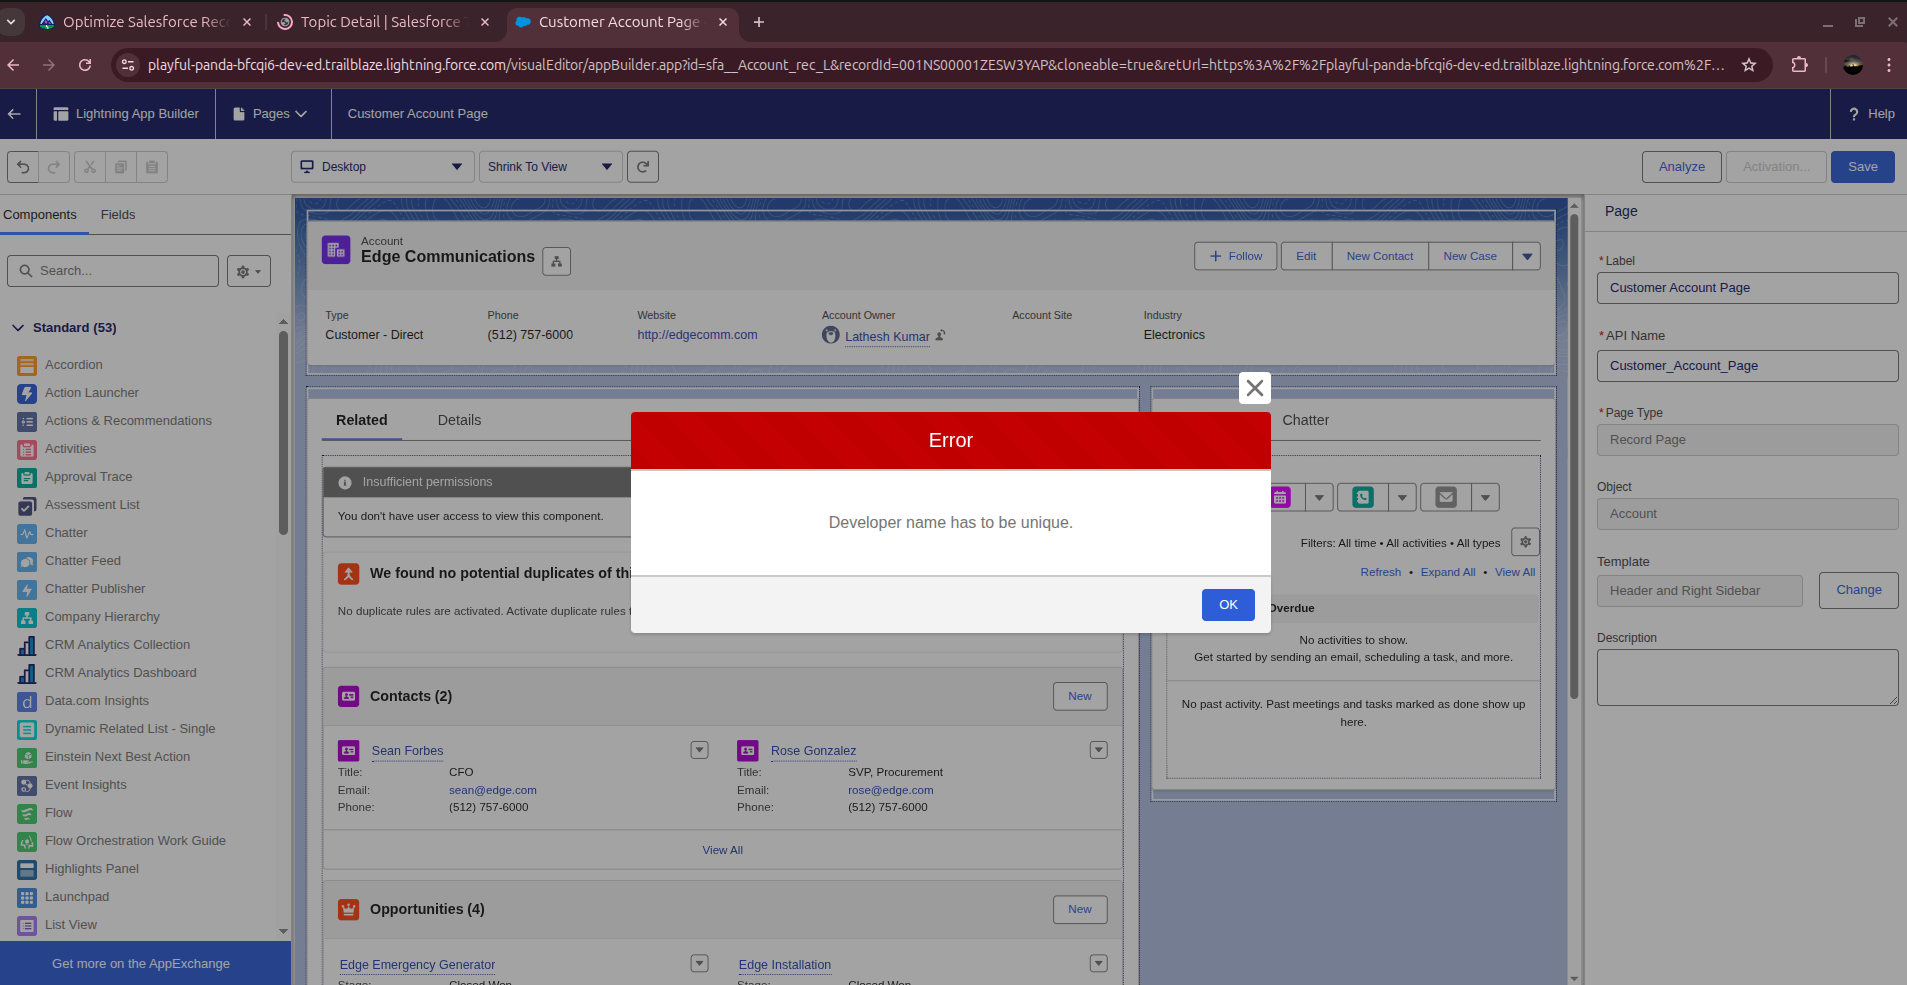 Optimize Salesforce Rec
Topic Detail | Salesforce
Customer Account Page
playful-panda-bfcqi6-dev-ed.trailblaze.lightning.force.com/visualEditor/appBuilder.app?id=sfa__Account_rec_L&recordId=001NS00001ZESW3YAP&cloneable=true&retUrl=https%3A%2F%2Fplayful-panda-bfcqi6-dev-ed.trailblaze.lightning.force.com%2F...
Lightning App Builder
Pages
Customer Account Page
? Help
Desktop
Shrink To View
Analyze
Activation...
Save
Components
Fields
Search...
Standard (53)
Accordion
Action Launcher
Actions & Recommendations
Activities
Approval Trace
Assessment List
Chatter
Chatter Feed
Chatter Publisher
Company Hierarchy
CRM Analytics Collection
CRM Analytics Dashboard
Data.com Insights
Dynamic Related List - Single
Einstein Next Best Action
Event Insights
Flow
Flow Orchestration Work Guide
Highlights Panel
Launchpad
List View
Get more on the AppExchange
Account
Edge Communications
Follow
Edit
New Contact
New Case
Type
Phone
Website
Account Owner
Account Site
Industry
Customer - Direct
(512) 757-6000
http://edgecomm.com
Lathesh Kumar
Electronics
Related
Details
Insufficient permissions
You don't have user access to view this component.
We found no potential duplicates of thi
No duplicate rules are activated. Activate duplicate rules
Contacts (2)
New
Sean Forbes
Title: CFO
Email: sean@edge.com
Phone: (512) 757-6000
Rose Gonzalez
Title: SVP, Procurement
Email: rose@edge.com
Phone: (512) 757-6000
View All
Opportunities (4)
New
Edge Emergency Generator
Edge Installation
Stage: Closed Won
Stage: Closed Won
Error
Developer name has to be unique.
OK
Chatter
Filters: All time • All activities • All types
Refresh • Expand All • View All
Overdue
No activities to show.
Get started by sending an email, scheduling a task, and more.
No past activity. Past meetings and tasks marked as done show up
here.
Page
*Label
Customer Account Page
*API Name
Customer_Account_Page
*Page Type
Record Page
Object
Account
Template
Header and Right Sidebar
Change
Description